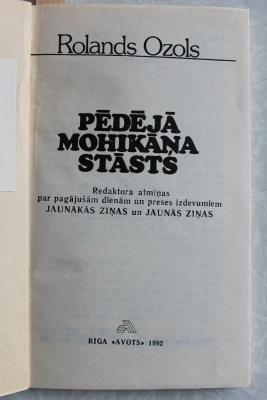 Rolands Ozols
PĒDĒJĀ
MOHIKĀŅA
STĀSTS
Redaktora atmiņas
par pagājušām dienām un preses izdevumiem
JAUNĀKĀS ZIŅAS un JAUNĀS ZIŅAS
RĪGA «AVOTS» 1992